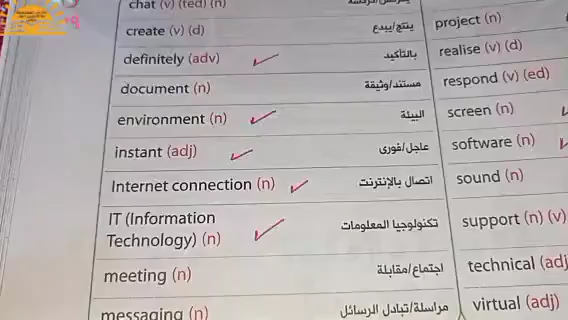 chat (v) (ted) (n)
create (v) (d) ينتج/يبدع
definitely (adv) بالتأكيد
document (n) مستند/وثيقة
environment (n) البيئة
instant (adj) عاجل/فورى
Internet connection (n) اتصال بالإنترنت
IT (Information
Technology) (n) تكنولوجيا المعلومات
meeting (n) اجتماع/مقابلة
messaging (n) مراسلة/تبادل الرسائل
project (n)
realise (v) (d)
respond (v) (ed)
screen (n)
software (n)
sound (n)
support (n) (v)
technical (adj
virtual (adj)